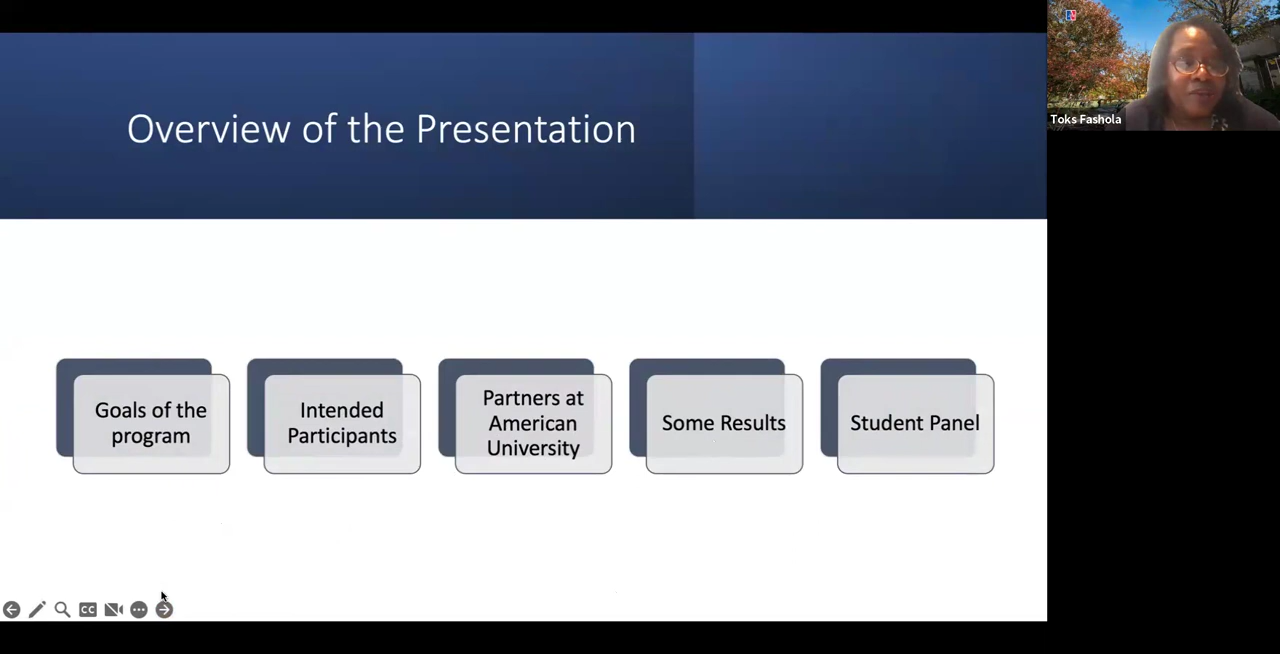 Overview of the Presentation
Toks Fashola
Goals of the
program
Intended
Participants
Partners at
American
University
Some Results
Student Panel
CC